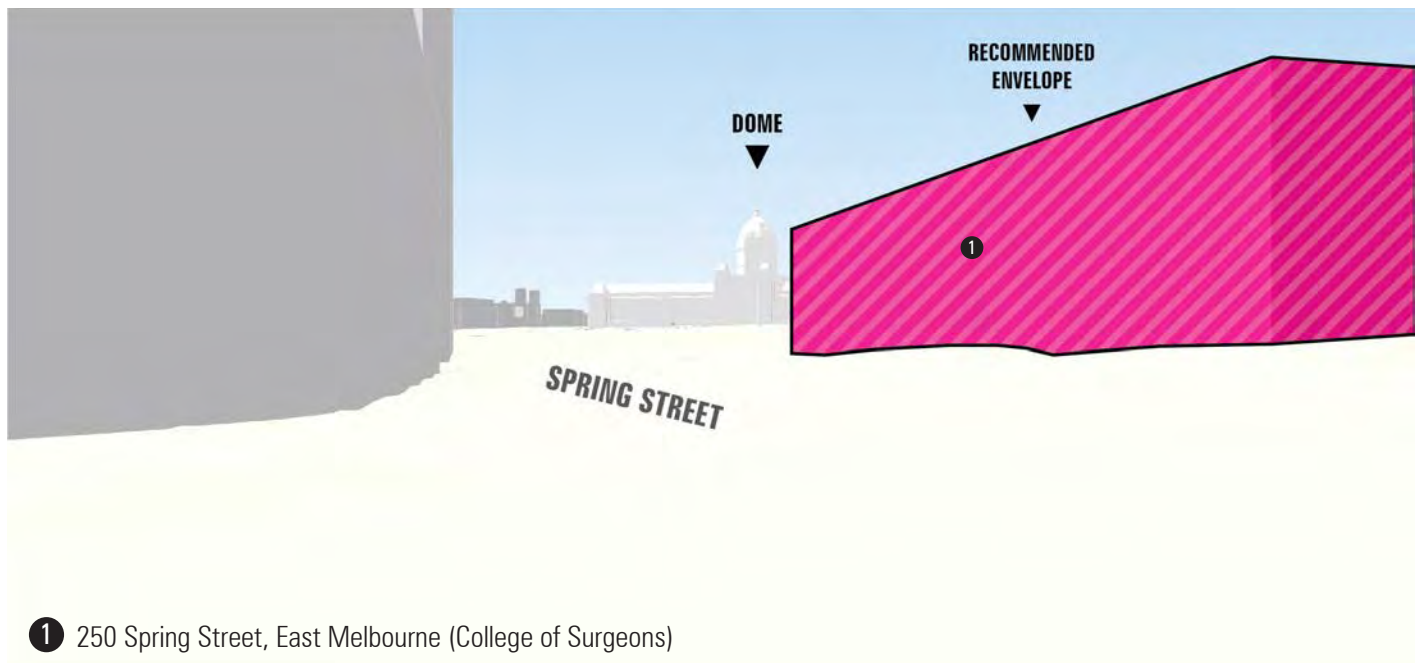 RECOMMENDED
ENVELOPE
DOME
1
SPRING STREET
1 250 Spring Street, East Melbourne (College of Surgeons)